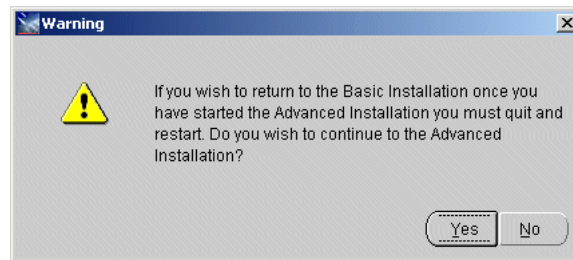 Warning
If you wish to return to the Basic Installation once you
have started the Advanced Installation you must quit and
restart. Do you wish to continue to the Advanced
Installation?
Yes No